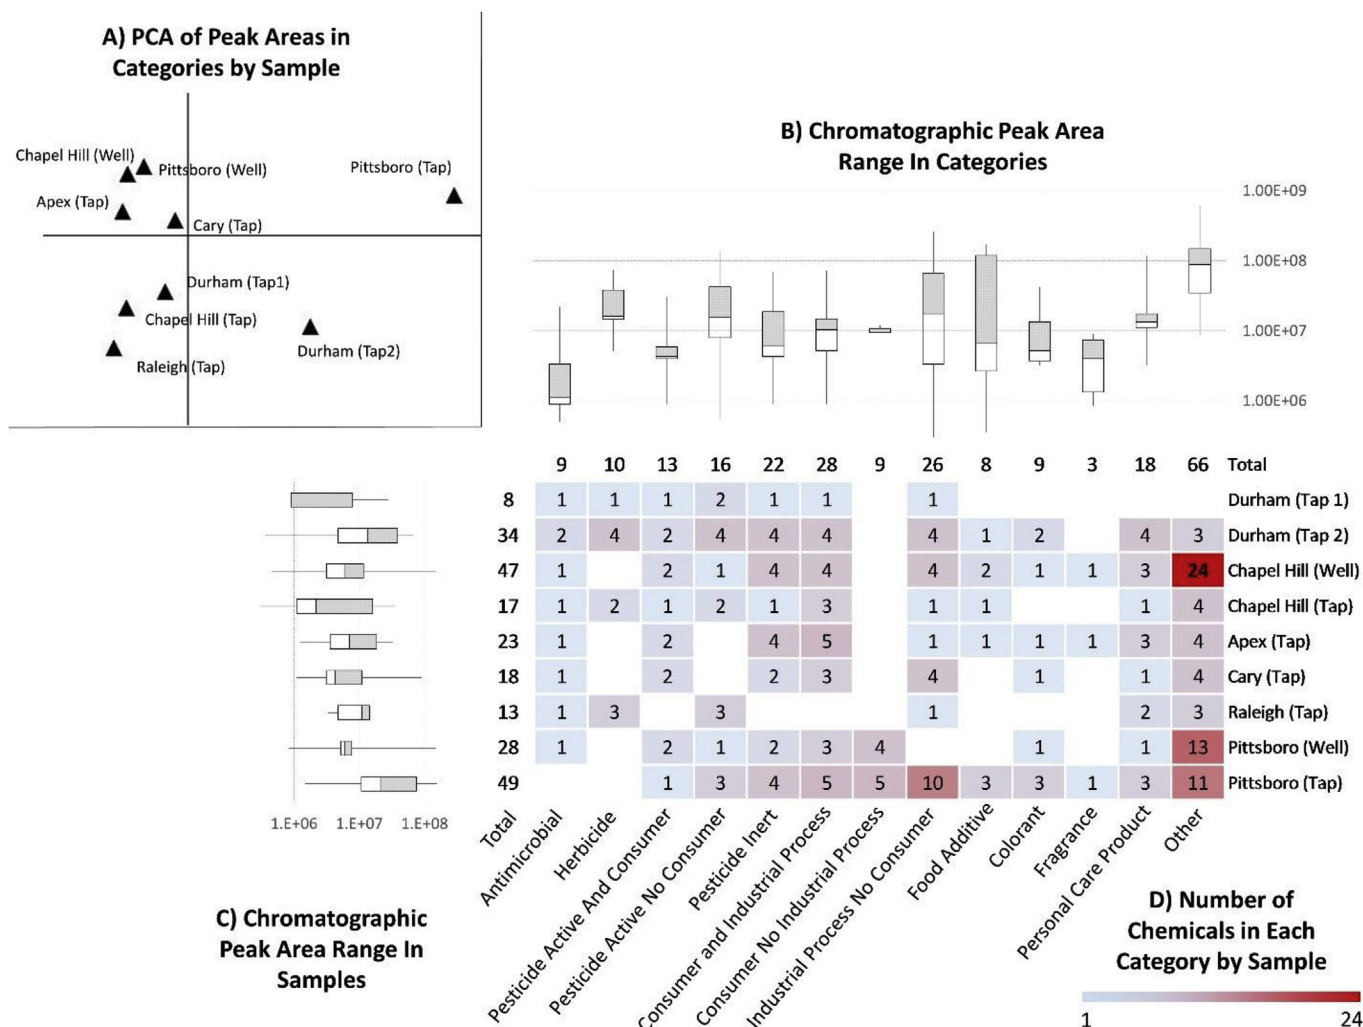 A) PCA of Peak Areas in
Categories by Sample
Chapel Hill (Well)
Pittsboro (Well)
Pittsboro (Tap)
Apex (Tap)
Cary (Tap)
Durham (Tap1)
Chapel Hill (Tap)
Durham (Tap2)
Raleigh (Tap)
B) Chromatographic Peak Area
Range In Categories
1.00E+09
1.00E+08
1.00E+07
1.00E+06
9 10 13 16 22 28 9 26 8 9 3 18 66 Total
8 1 1 1 2 1 1 1 Durham (Tap 1)
34 2 4 2 4 4 4 4 1 2 4 3 Durham (Tap 2)
47 1 2 1 4 4 4 2 1 1 3 24 Chapel Hill (Well)
17 1 2 1 2 1 3 1 1 1 4 Chapel Hill (Tap)
23 1 2 4 5 1 1 1 1 3 4 Apex (Tap)
18 1 2 2 3 4 1 1 4 Cary (Tap)
13 1 3 3 1 2 3 Raleigh (Tap)
28 1 2 1 2 3 4 1 1 13 Pittsboro (Well)
49 1 3 4 5 5 10 3 3 1 3 11 Pittsboro (Tap)
1.E+06 1.E+07 1.E+08
Total
Antimicrobial
Herbicide
Pesticide Active And Consumer
Pesticide Active No Consumer
Pesticide Inert
Consumer and Industrial Process
Consumer No Industrial Process
Industrial Process No Consumer
Food Additive
Colorant
Fragrance
Personal Care Product
Other
C) Chromatographic
Peak Area Range In
Samples
D) Number of
Chemicals in Each
Category by Sample
1 24